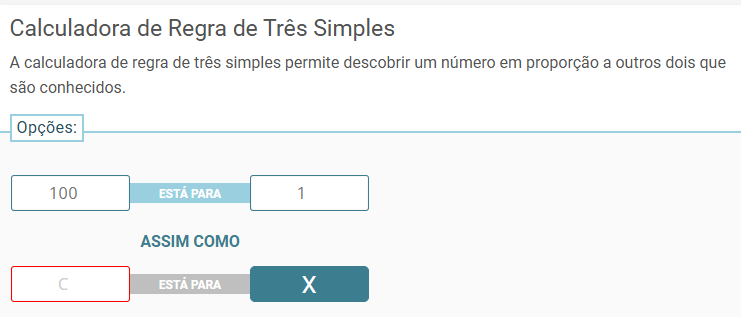 Calculadora de Regra de Três Simples
A calculadora de regra de três simples permite descobrir um número em proporção a outros dois que
são conhecidos.
Opções:
100 ESTÁ PARA 1
ASSIM COMO
C ESTÁ PARA X